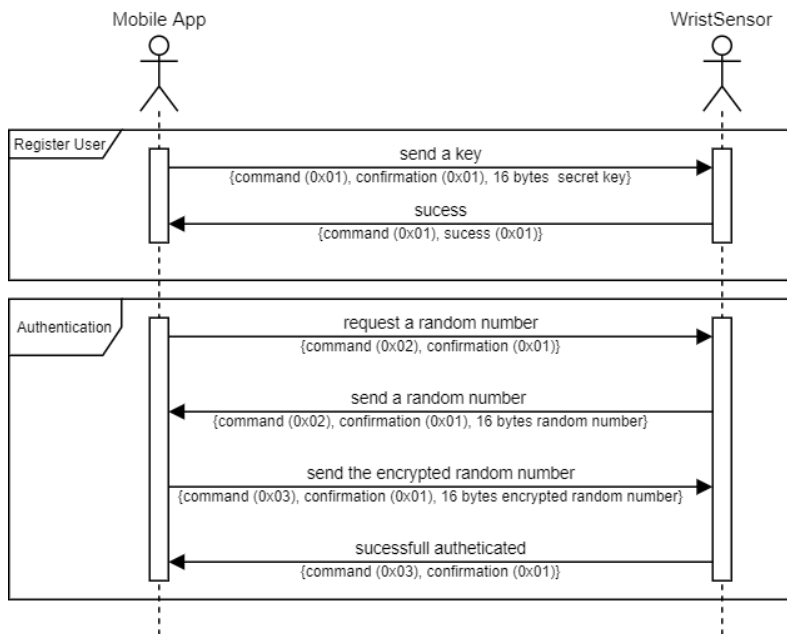 Mobile App
WristSensor
Register User
send a key
{command (0x01), confirmation (0x01), 16 bytes  secret key}
sucess
{command (0x01), sucess (0x01)}
Authentication
request a random number
{command (0x02), confirmation (0x01)}
send a random number
{command (0x02), confirmation (0x01), 16 bytes random number}
send the encrypted random number
{command (0x03), confirmation (0x01), 16 bytes encrypted random number}
sucessfull autheticated
{command (0x03), confirmation (0x01)}